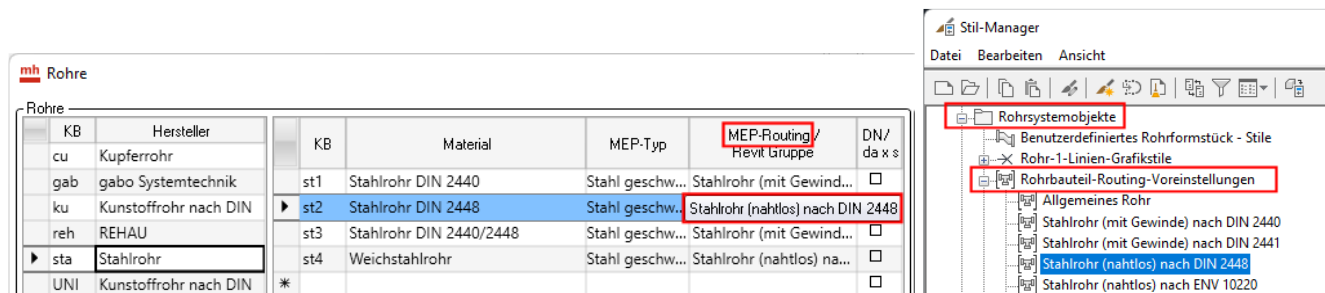 mh Rohre
Rohre
KB Hersteller
cu Kupferrohr
gab gabo Systemtechnik
ku Kunstoffrohr nach DIN
reh REHAU
sta Stahlrohr
UNI Kunstoffrohr nach DIN
KB Material MEP-Typ MEP-Routing / Revit Gruppe DN/ da x s
st1 Stahlrohr DIN 2440 Stahl geschw... Stahlrohr (mit Gewind...
st2 Stahlrohr DIN 2448 Stahl geschw... Stahlrohr (nahtlos) nach DIN 2448
st3 Stahlrohr DIN 2440/2448 Stahl geschw... Stahlrohr (mit Gewind...
st4 Weichstahlrohr Stahl geschw... Stahlrohr (nahtlos) na...
*
Stil-Manager
Datei Bearbeiten Ansicht
Rohrsystemobjekte
Benutzerdefiniertes Rohrformstück - Stile
Rohr-1-Linien-Grafikstile
Rohrbauteil-Routing-Voreinstellungen
Allgemeines Rohr
Stahlrohr (mit Gewinde) nach DIN 2440
Stahlrohr (mit Gewinde) nach DIN 2441
Stahlrohr (nahtlos) nach DIN 2448
Stahlrohr (nahtlos) nach ENV 10220